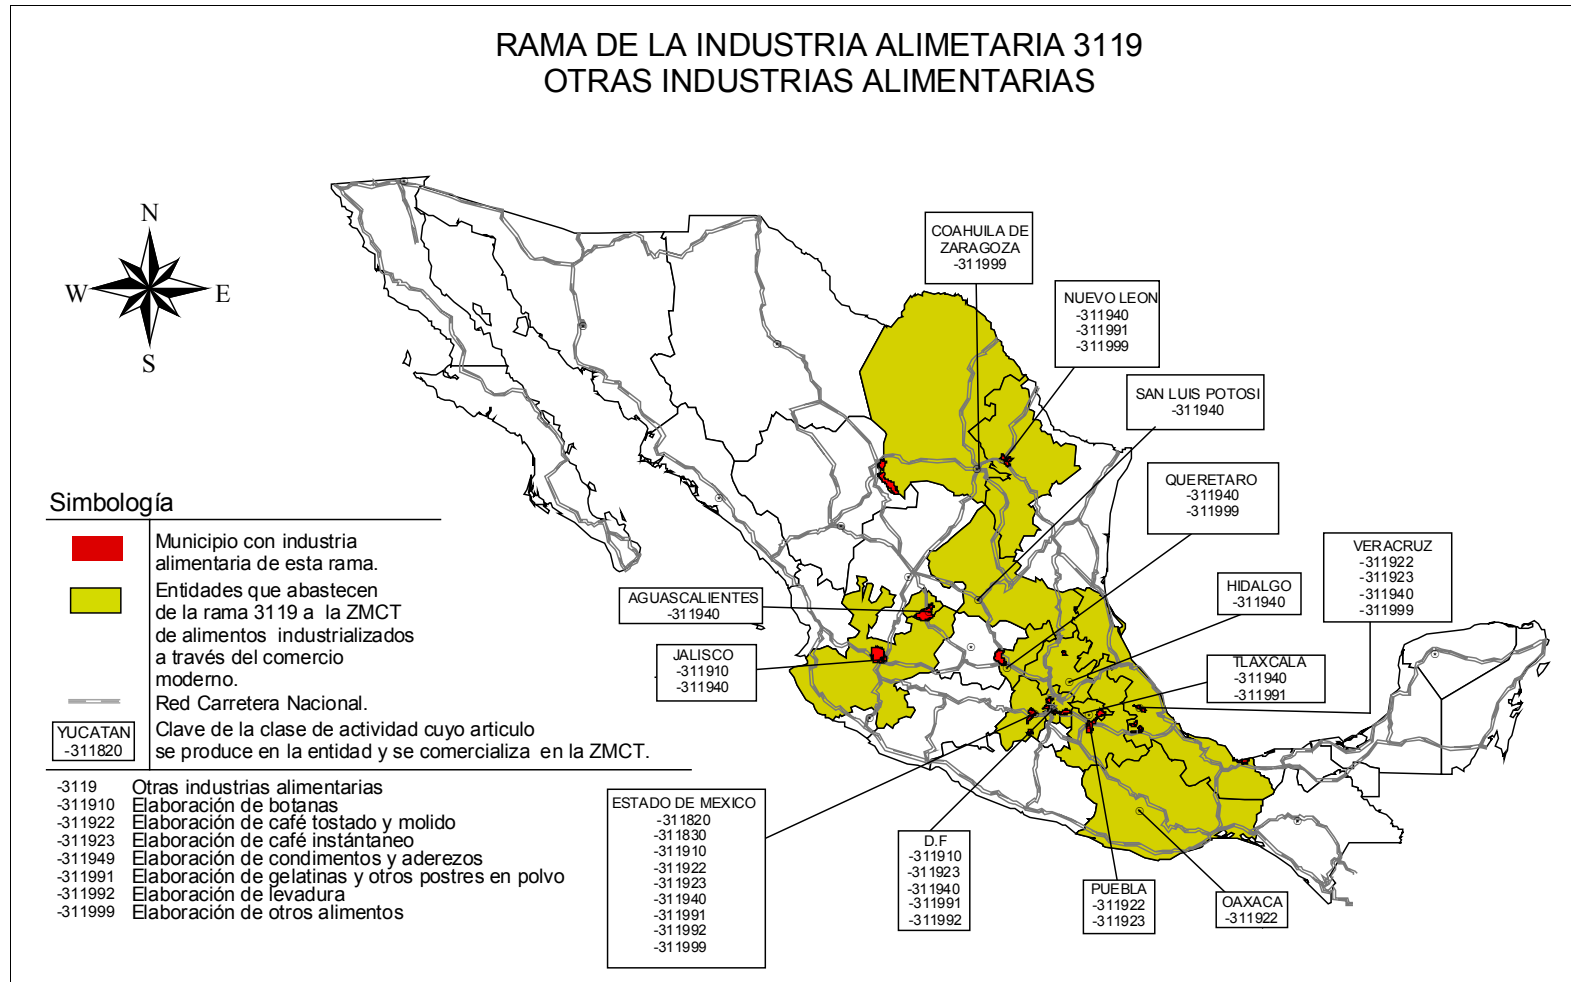 RAMA DE LA INDUSTRIA ALIMETARIA 3119
OTRAS INDUSTRIAS ALIMENTARIAS
N
W
E
S
COAHUILA DE
ZARAGOZA
-311999
NUEVO LEON
-311940
-311991
-311999
SAN LUIS POTOSI
-311940
QUERETARO
-311940
-311999
VERACRUZ
-311922
-311923
-311940
-311999
HIDALGO
-311940
AGUASCALIENTES
-311940
JALISCO
-311910
-311940
TLAXCALA
-311940
-311991
ESTADO DE MEXICO
-311820
-311830
-311910
-311922
-311923
-311940
-311991
-311992
-311999
D.F
-311910
-311923
-311940
-311991
-311992
PUEBLA
-311922
-311923
OAXACA
-311922
Simbología
Municipio con industria
alimentaria de esta rama.
Entidades que abastecen
de la rama 3119 a la ZMCT
de alimentos industrializados
a través del comercio
moderno.
Red Carretera Nacional.
YUCATAN
-311820
Clave de la clase de actividad cuyo articulo
se produce en la entidad y se comercializa en la ZMCT.
-3119 Otras industrias alimentarias
-311910 Elaboración de botanas
-311922 Elaboración de café tostado y molido
-311923 Elaboración de café instántaneo
-311949 Elaboración de condimentos y aderezos
-311991 Elaboración de gelatinas y otros postres en polvo
-311992 Elaboración de levadura
-311999 Elaboración de otros alimentos